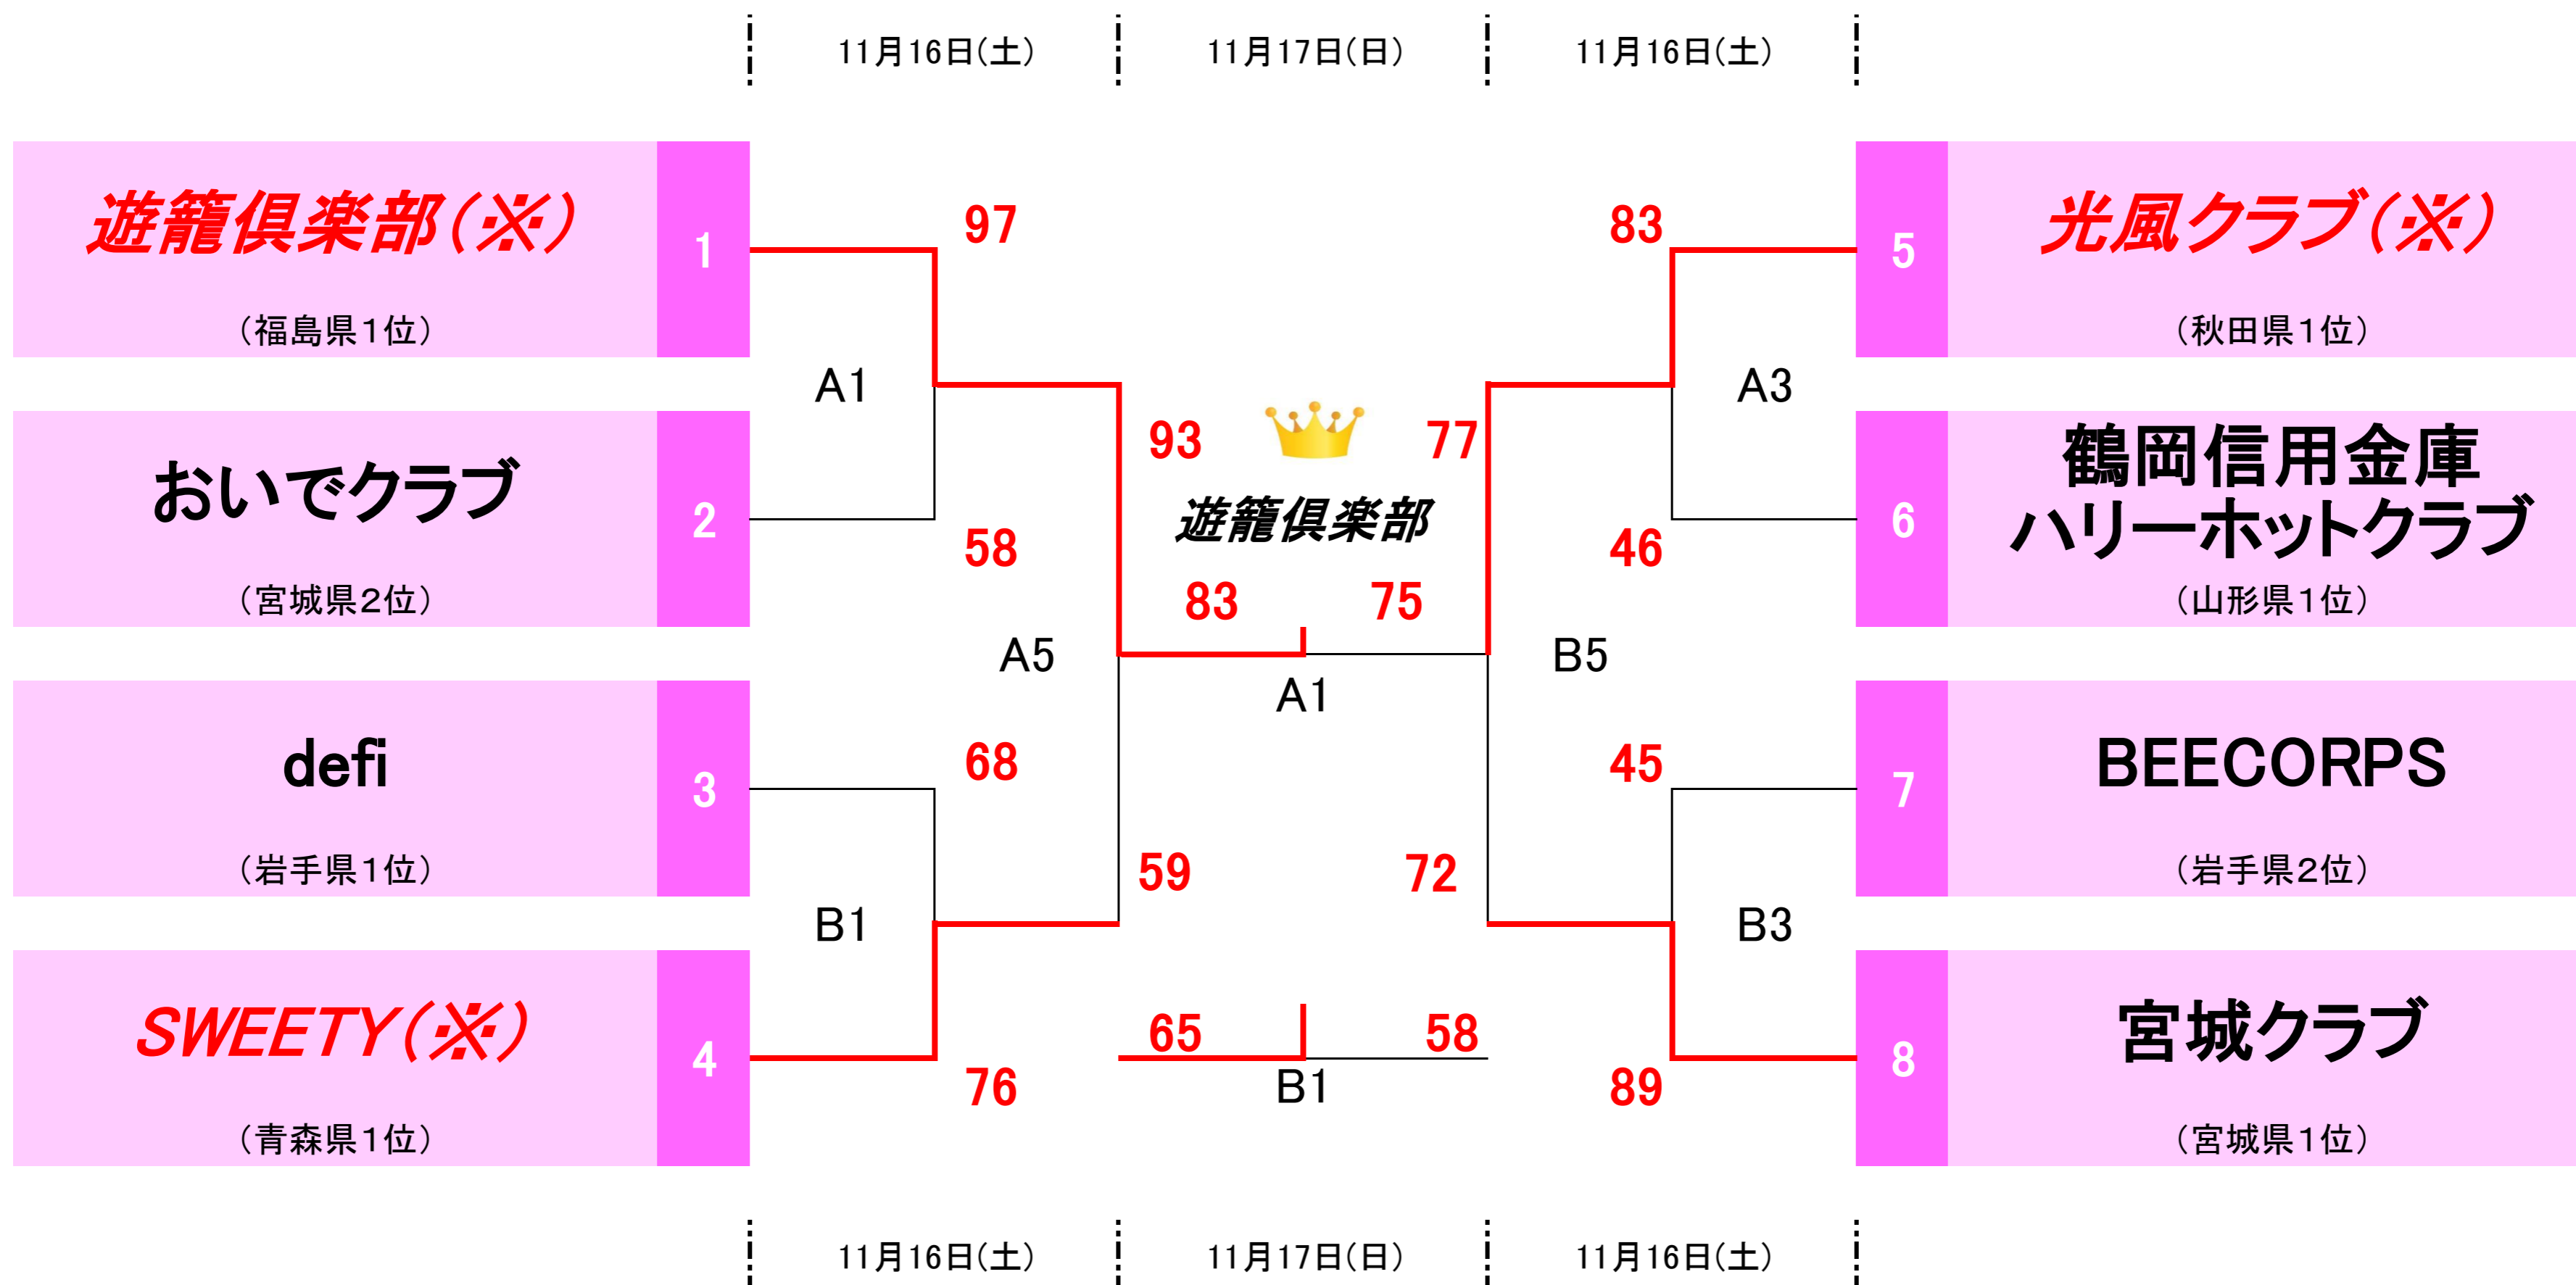 11月16日(土) 11月17日(日) 11月16日(土)
遊籠倶楽部(※) 1 97 83 5 光風クラブ(※)
(福島県1位) (秋田県1位)
A1 A3
93 77
おいでクラブ 2 遊籠倶楽部 6 鶴岡信用金庫
ハリーホットクラブ
58 46
(宮城県2位) 83 75 (山形県1位)
A5 B5
A1
defi 3 68 45 7 BEECORPS
(岩手県1位) 59 72 (岩手県2位)
B1 B3
SWEETY(※) 4 65 58 8 宮城クラブ
76 B1 89
(青森県1位) (宮城県1位)
11月16日(土) 11月17日(日) 11月16日(土)